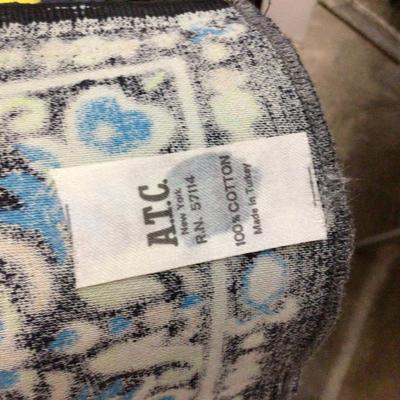 A.T.C.
New York
R.N. 57114
100% COTTON
Made in Turkey